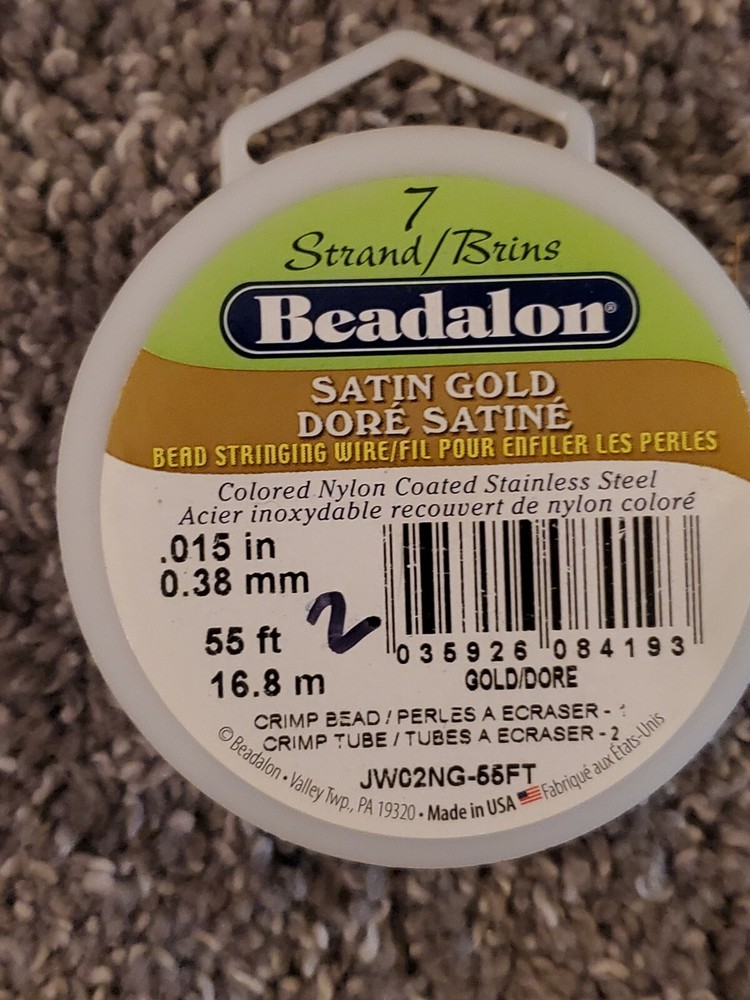 7
Strand/Brins
Beadalon®
SATIN GOLD
DORÉ SATINÉ
BEAD STRINGING WIRE/FIL POUR ENFILER LES PERLES
Colored Nylon Coated Stainless Steel
Acier inoxydable recouvert de nylon coloré
.015 in
0.38 mm
2
55 ft
16.8 m
0 35926 084193
GOLD/DORE
CRIMP BEAD / PERLES A ECRASER - 1
CRIMP TUBE / TUBES A ECRASER - 2
JW02NG-55FT
© Beadalon • Valley Twp., PA 19320 • Made in USA Fabriqué aux États-Unis